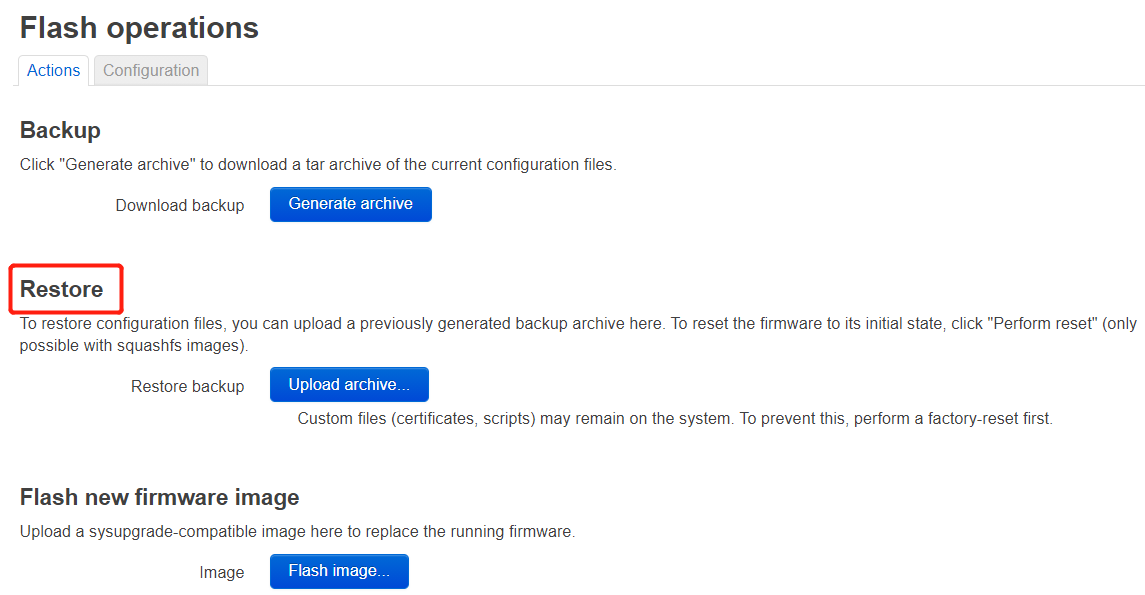 Flash operations
Actions Configuration
Backup
Click "Generate archive" to download a tar archive of the current configuration files.
Download backup Generate archive
Restore
To restore configuration files, you can upload a previously generated backup archive here. To reset the firmware to its initial state, click "Perform reset" (only
possible with squashfs images).
Restore backup Upload archive...
Custom files (certificates, scripts) may remain on the system. To prevent this, perform a factory-reset first.
Flash new firmware image
Upload a sysupgrade-compatible image here to replace the running firmware.
Image Flash image...